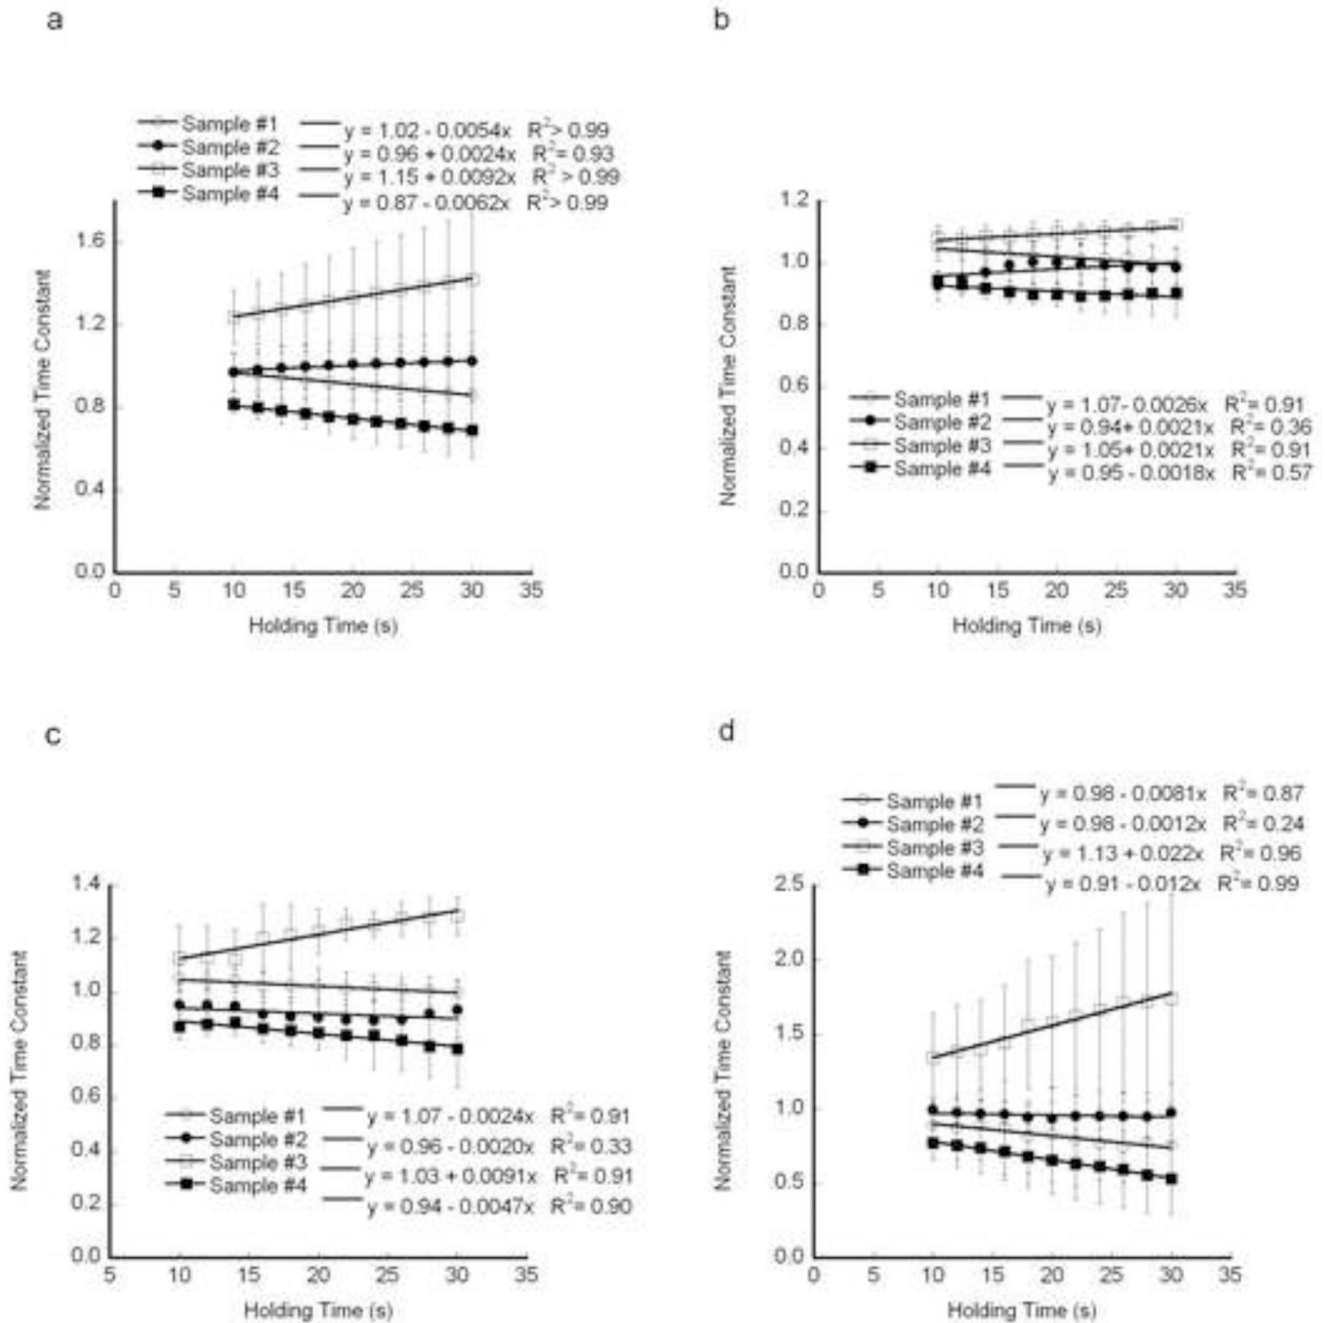 a
Sample #1 y = 1.02 - 0.0054x R²> 0.99
Sample #2 y = 0.96 + 0.0024x R²= 0.93
Sample #3 y = 1.15 + 0.0092x R² > 0.99
Sample #4 y = 0.87 - 0.0062x R²> 0.99
Normalized Time Constant
1.6
1.2
0.8
0.4
0.0
0 5 10 15 20 25 30 35
Holding Time (s)
b
1.2
1.0
0.8
0.6
0.4
0.2
0.0
Normalized Time Constant
Sample #1 y = 1.07- 0.0026x R²= 0.91
Sample #2 y = 0.94+ 0.0021x R²= 0.36
Sample #3 y = 1.05+ 0.0021x R²= 0.91
Sample #4 y = 0.95 - 0.0018x R²= 0.57
0 5 10 15 20 25 30 35
Holding Time (s)
c
1.4
1.2
1.0
0.8
0.6
0.4
0.2
0.0
Normalized Time Constant
Sample #1 y = 1.07 - 0.0024x R²= 0.91
Sample #2 y = 0.96 - 0.0020x R²= 0.33
Sample #3 y = 1.03 + 0.0091x R²= 0.91
Sample #4 y = 0.94 - 0.0047x R²= 0.90
5 10 15 20 25 30 35
Holding Time (s)
d
Sample #1 y = 0.98 - 0.0081x R²= 0.87
Sample #2 y = 0.98 - 0.0012x R²= 0.24
Sample #3 y = 1.13 + 0.022x R²= 0.96
Sample #4 y = 0.91 - 0.012x R²= 0.99
2.5
2.0
1.5
1.0
0.5
0.0
Normalized Time Constant
0 5 10 15 20 25 30 35
Holding Time (s)